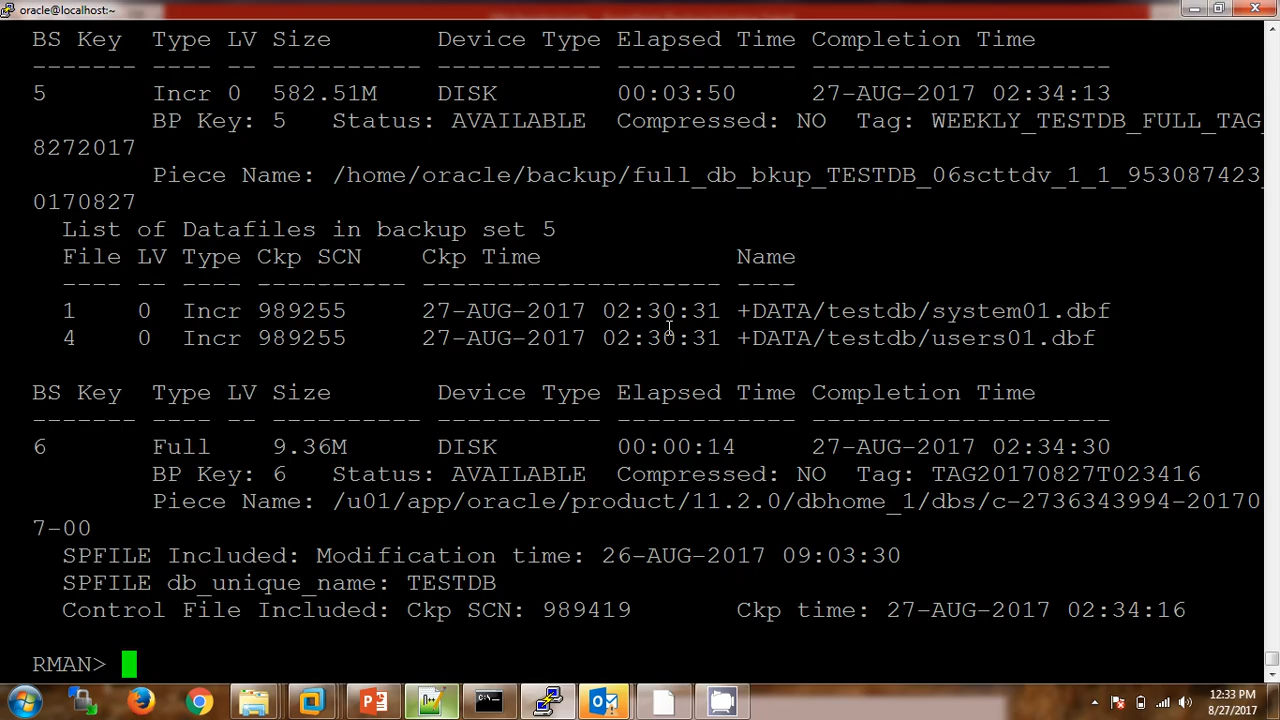 oracle@localhost:~
BS Key  Type LV Size       Device Type Elapsed Time Completion Time
------- ---- -- ---------- ----------- ------------ --------------------
5       Incr 0  582.51M    DISK        00:03:50     27-AUG-2017 02:34:13
BP Key: 5   Status: AVAILABLE  Compressed: NO  Tag: WEEKLY_TESTDB_FULL_TAG_
8272017
Piece Name: /home/oracle/backup/full_db_bkup_TESTDB_06scttdv_1_1_953087423_
0170827
List of Datafiles in backup set 5
File LV Type Ckp SCN    Ckp Time             Name
---- -- ---- ---------- -------------------- ----
1    0  Incr 989255     27-AUG-2017 02:30:31 +DATA/testdb/system01.dbf
4    0  Incr 989255     27-AUG-2017 02:30:31 +DATA/testdb/users01.dbf
BS Key  Type LV Size       Device Type Elapsed Time Completion Time
------- ---- -- ---------- ----------- ------------ --------------------
6       Full    9.36M      DISK        00:00:14     27-AUG-2017 02:34:30
BP Key: 6   Status: AVAILABLE  Compressed: NO  Tag: TAG20170827T023416
Piece Name: /u01/app/oracle/product/11.2.0/dbhome_1/dbs/c-2736343994-20170
7-00
SPFILE Included: Modification time: 26-AUG-2017 09:03:30
SPFILE db_unique_name: TESTDB
Control File Included: Ckp SCN: 989419       Ckp time: 27-AUG-2017 02:34:16
RMAN>
12:33 PM
8/27/2017